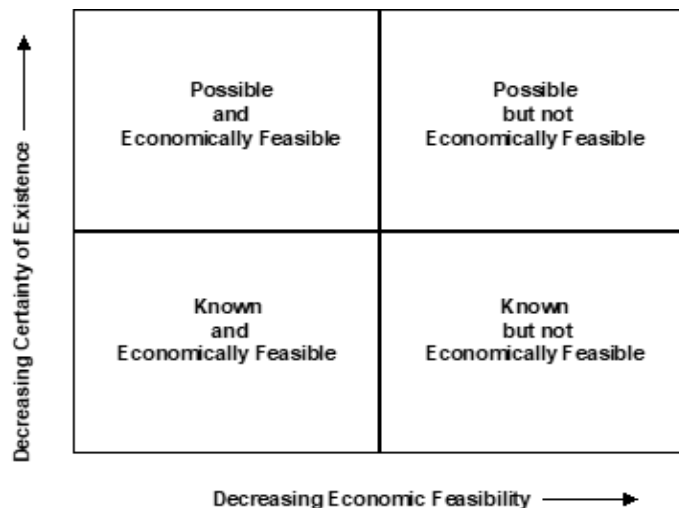 Decreasing Certainty of Existence
Possible
and
Economically Feasible
Possible
but not
Economically Feasible
Known
and
Economically Feasible
Known
but not
Economically Feasible
Decreasing Economic Feasibility